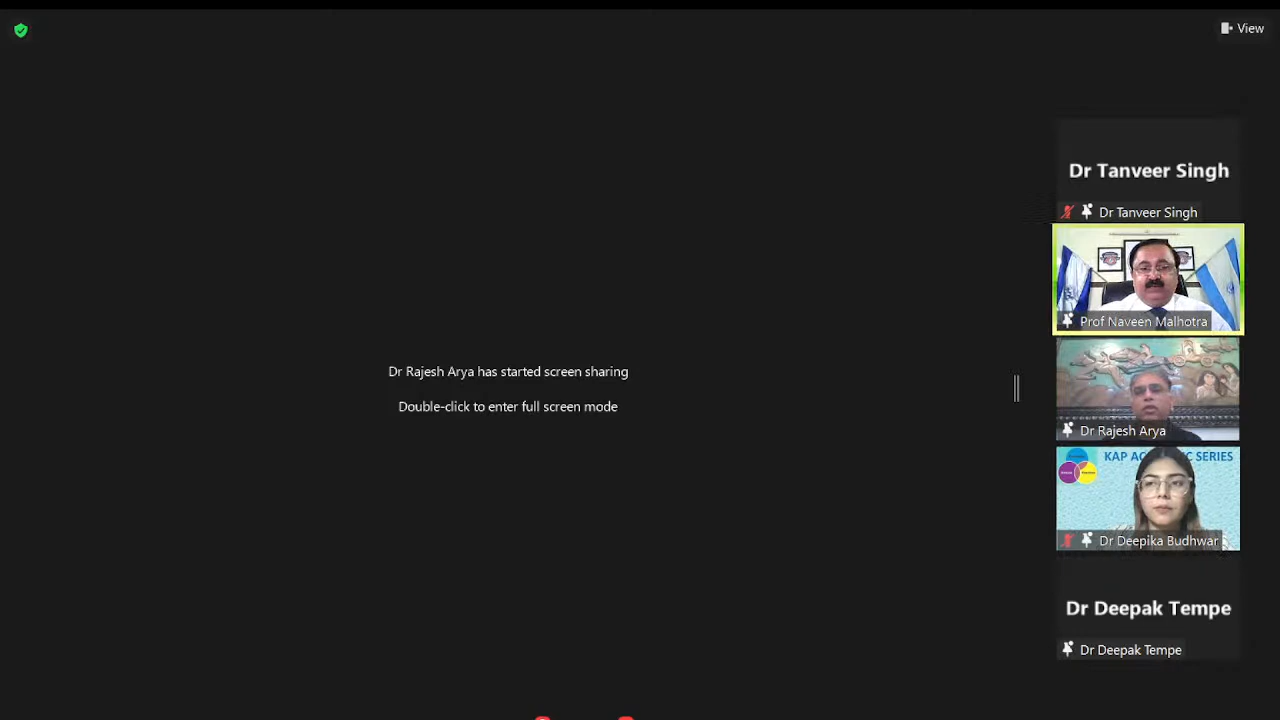 View
Dr Tanveer Singh
Dr Tanveer Singh
Prof Naveen Malhotra
Dr Rajesh Arya has started screen sharing
Double-click to enter full screen mode
Dr Rajesh Arya
KAP AC C SERIES
Dr Deepika Budhwar
Dr Deepak Tempe
Dr Deepak Tempe